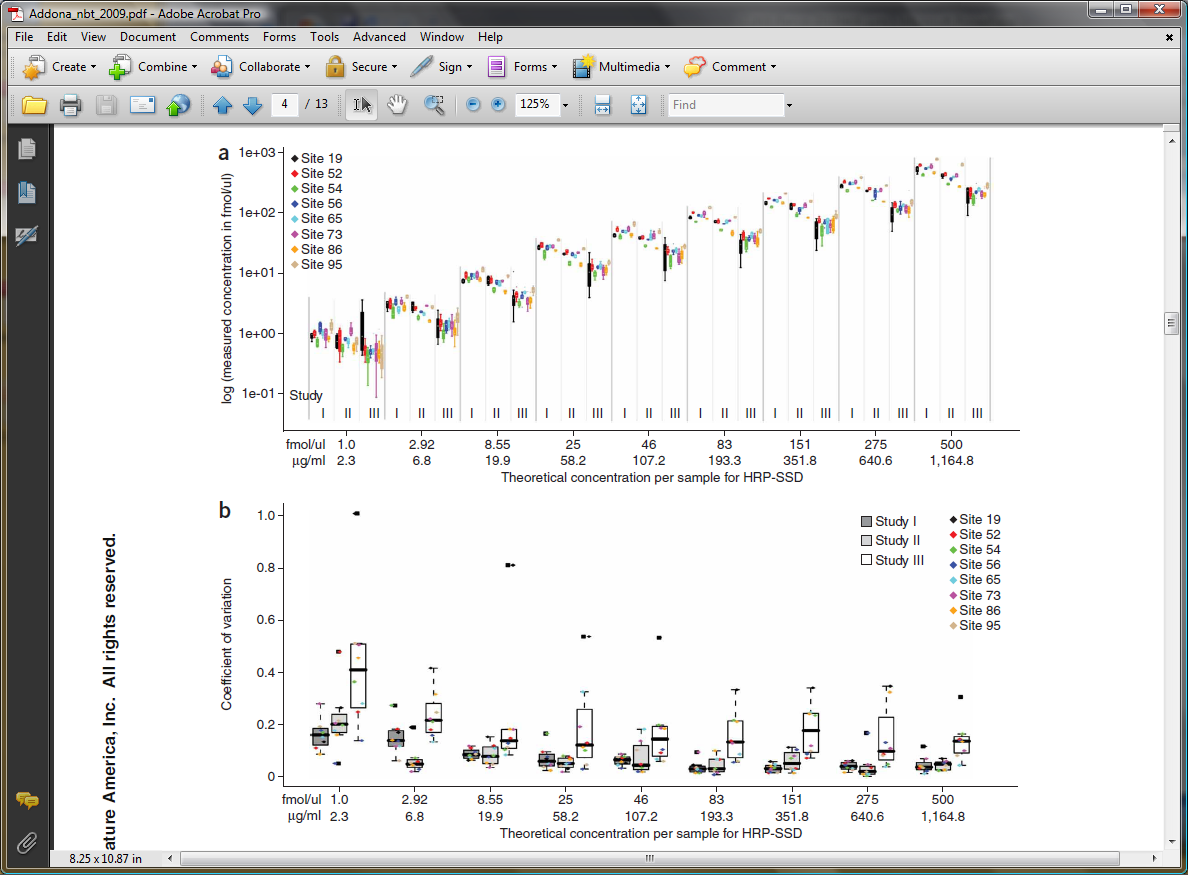 Addona_nbt_2009.pdf - Adobe Acrobat Pro
File Edit View Document Comments Forms Tools Advanced Window Help
Create Combine Collaborate Secure Sign Forms Multimedia Comment
4 / 13 125% Find
a
log (measured concentration in fmol/ul)
1e+03
1e+02
1e+01
1e+00
1e-01
Site 19
Site 52
Site 54
Site 56
Site 65
Site 73
Site 86
Site 95
Study
I II III I II III I II III I II III I II III I II III I II III I II III I II III
fmol/ul 1.0 2.92 8.55 25 46 83 151 275 500
µg/ml 2.3 6.8 19.9 58.2 107.2 193.3 351.8 640.6 1,164.8
Theoretical concentration per sample for HRP-SSD
b
Coefficient of variation
1.0
0.8
0.6
0.4
0.2
0
Study I
Study II
Study III
Site 19
Site 52
Site 54
Site 56
Site 65
Site 73
Site 86
Site 95
fmol/ul 1.0 2.92 8.55 25 46 83 151 275 500
µg/ml 2.3 6.8 19.9 58.2 107.2 193.3 351.8 640.6 1,164.8
Theoretical concentration per sample for HRP-SSD
ature America, Inc. All rights reserved.
8.25 x 10.87 in